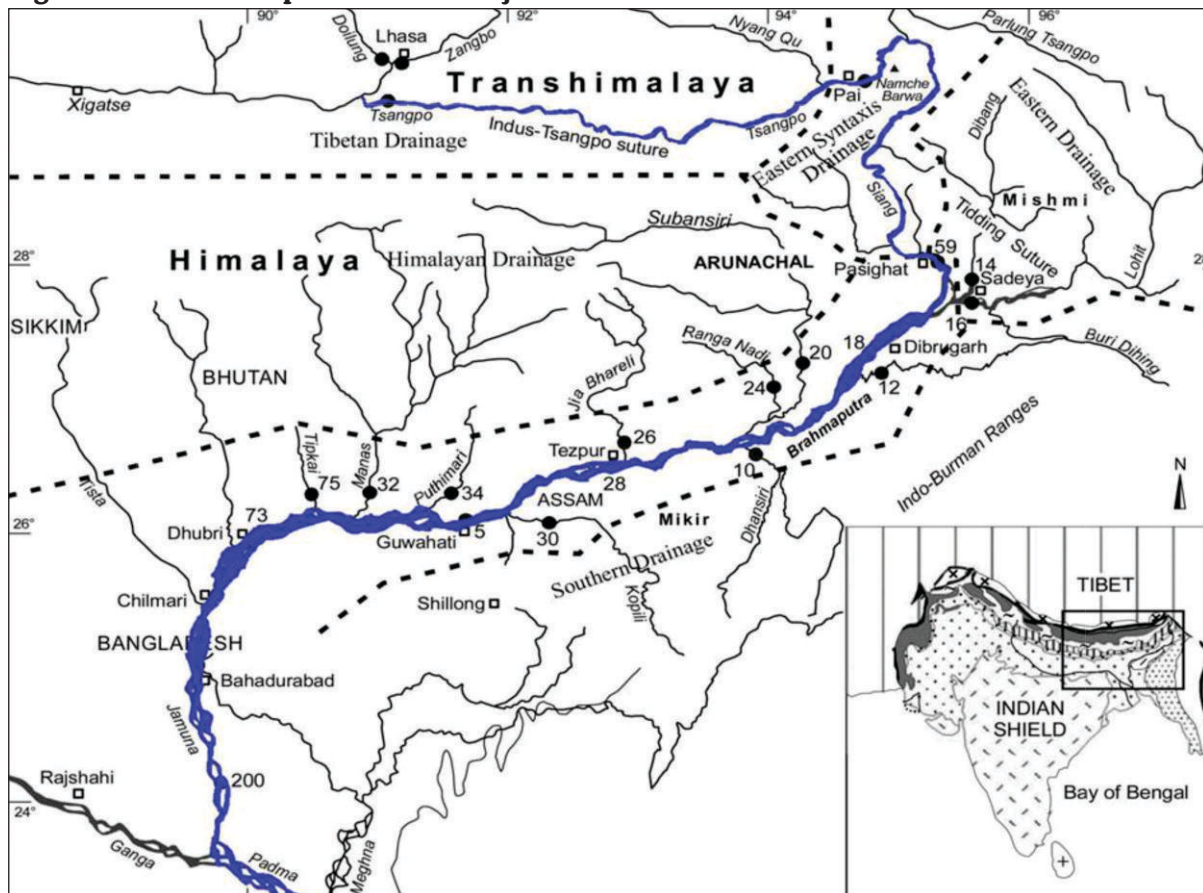 90°
92°
94°
96°
Dollung
Lhasa
Zangbo
Nyang Qu
Parlung Tsangpo
Transhimalaya
Xigatse
Tsangpo
Pai
Namche
Barwa
Tibetan Drainage
Indus-Tsangpo suture
Tsangpo
Eastern Syntaxis
Drainage
Dibang
Eastern Drainage
Siang
Mishmi
Tidding Suture
Subansiri
Himalaya
Himalayan Drainage
ARUNACHAL
Pasighat
59
14
Sadeya
Lohit
28°
28
SIKKIM
16
Ranga Nadi
20
18
Dibrugarh
Buri Dihing
BHUTAN
Jia Bhareli
24
12
Brahmaputra
Indo-Burman Ranges
N
Tista
Tipkai
Manas
Puthimari
Tezpur
26
10
75
32
34
28
ASSAM
26°
Dhubri
73
Guwahati
5
30
Mikir
Dhansiri
Southern Drainage
Kopili
Chilmari
Shillong
BANGLADESH
Bahadurabad
Jamuna
TIBET
INDIAN
SHIELD
Bay of Bengal
Rajshahi
200
24°
Ganga
Padma
Meghna